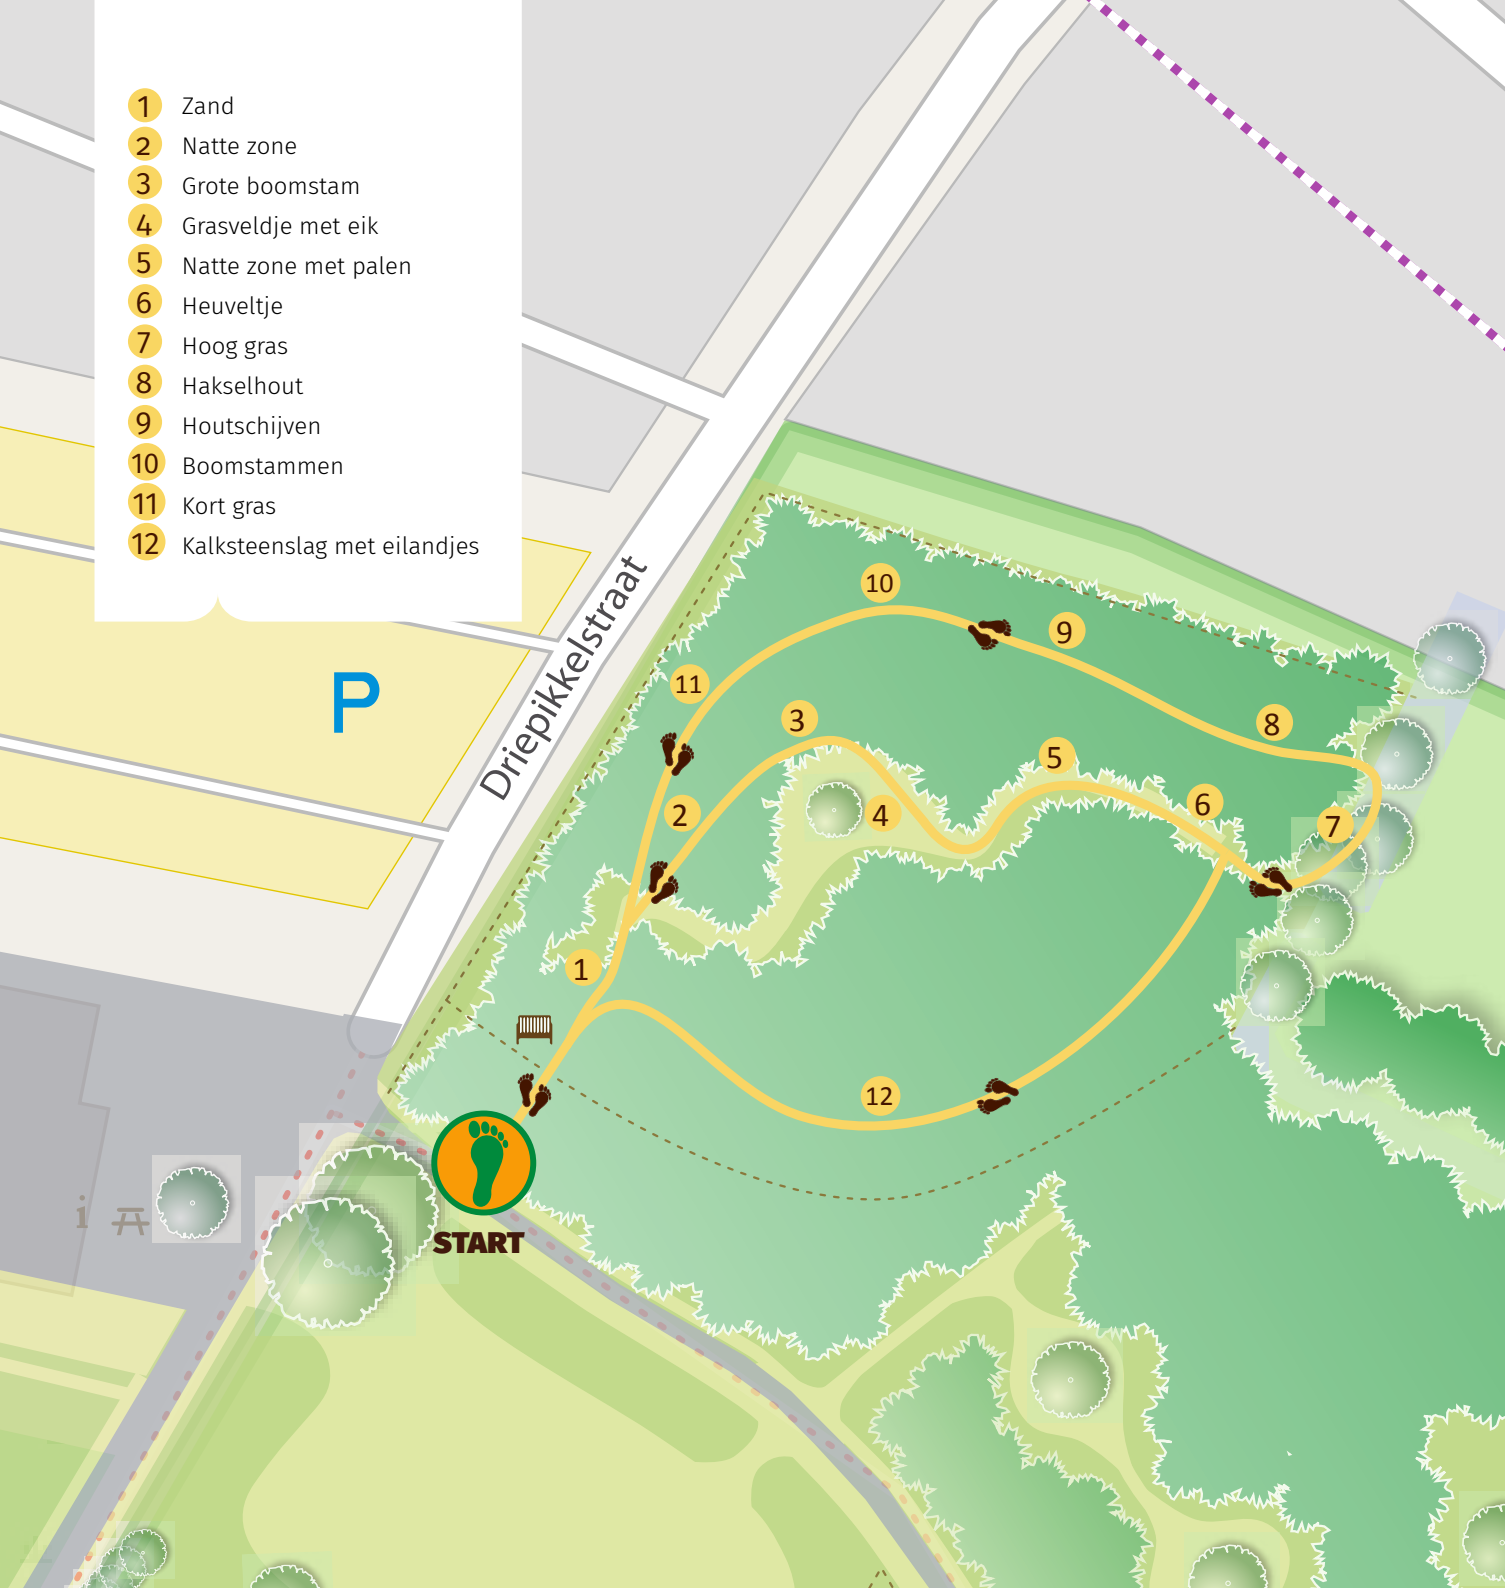 1 Zand
2 Natte zone
3 Grote boomstam
4 Grasveldje met eik
5 Natte zone met palen
6 Heuveltje
7 Hoog gras
8 Hakselhout
9 Houtschijven
10 Boomstammen
11 Kort gras
12 Kalksteenslag met eilandjes
Driepikkelstraat
P
10
9
11
3
8
5
2
4
6
7
1
12
i
START